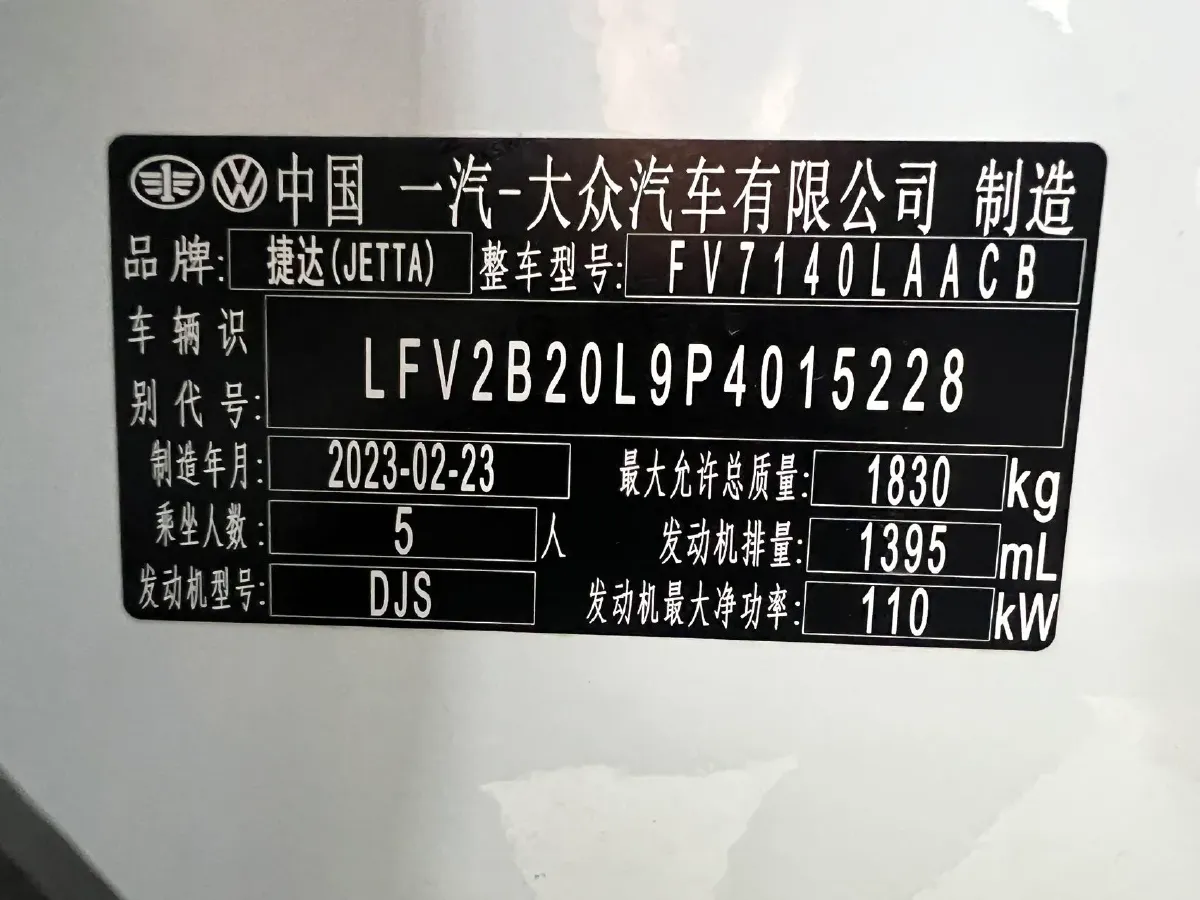 中国 一汽-大众汽车有限公司 制造
品牌: 捷达(JETTA) 整车型号: FV7140LAACB
车辆识别代号: LFV2B20L9P4015228
制造年月: 2023-02-23 最大允许总质量: 1830 kg
乘坐人数: 5 人 发动机排量: 1395 mL
发动机型号: DJS 发动机最大净功率: 110 kW